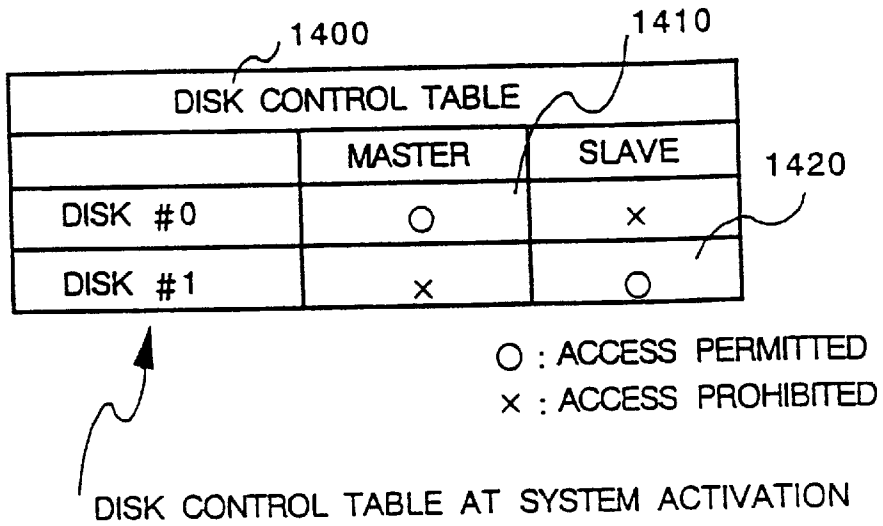 1400
1410
DISK CONTROL TABLE
MASTER SLAVE
1420
DISK #0 ○ ×
DISK #1 × ○
○ : ACCESS PERMITTED
× : ACCESS PROHIBITED
DISK CONTROL TABLE AT SYSTEM ACTIVATION